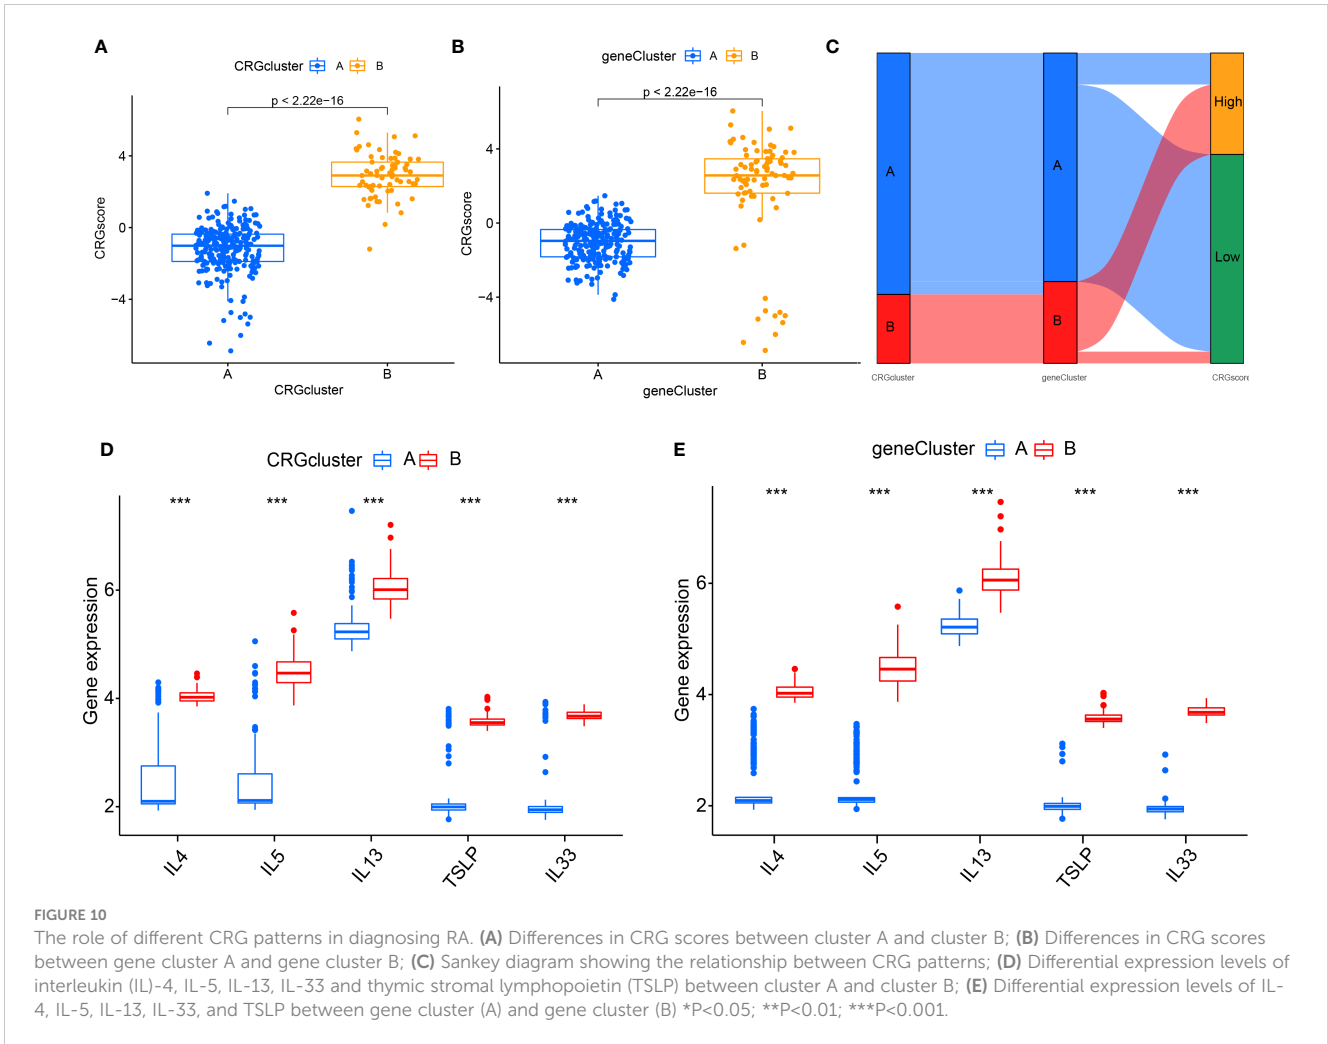 A
CRGcluster A B
p < 2.22e−16
CRGscore
4
0
−4
A B
CRGcluster
B
geneCluster A B
p < 2.22e−16
CRGscore
4
0
−4
A B
geneCluster
C
A
B
A
B
High
Low
CRGcluster geneCluster CRGscore
D
CRGcluster A B
*** *** *** *** ***
Gene expression
6
4
2
IL4 IL5 IL13 TSLP IL33
E
geneCluster A B
*** *** *** *** ***
Gene expression
6
4
2
IL4 IL5 IL13 TSLP IL33
FIGURE 10
The role of different CRG patterns in diagnosing RA. (A) Differences in CRG scores between cluster A and cluster B; (B) Differences in CRG scores
between gene cluster A and gene cluster B; (C) Sankey diagram showing the relationship between CRG patterns; (D) Differential expression levels of
interleukin (IL)-4, IL-5, IL-13, IL-33 and thymic stromal lymphopoietin (TSLP) between cluster A and cluster B; (E) Differential expression levels of IL-
4, IL-5, IL-13, IL-33, and TSLP between gene cluster (A) and gene cluster (B) *P<0.05; **P<0.01; ***P<0.001.